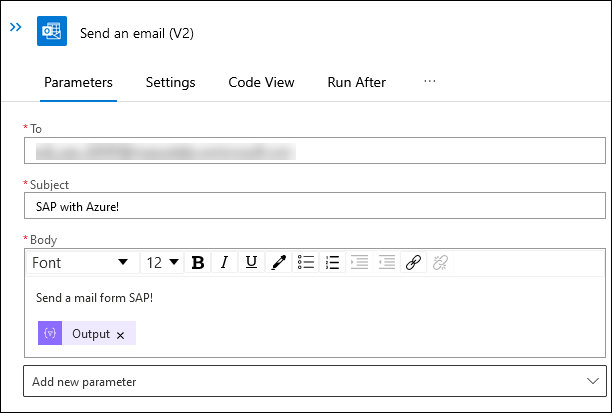 Send an email (V2)
Parameters Settings Code View Run After ...
* To
* Subject
SAP with Azure!
* Body
Font 12 B I U
Send a mail form SAP!
{v} Output ×
Add new parameter